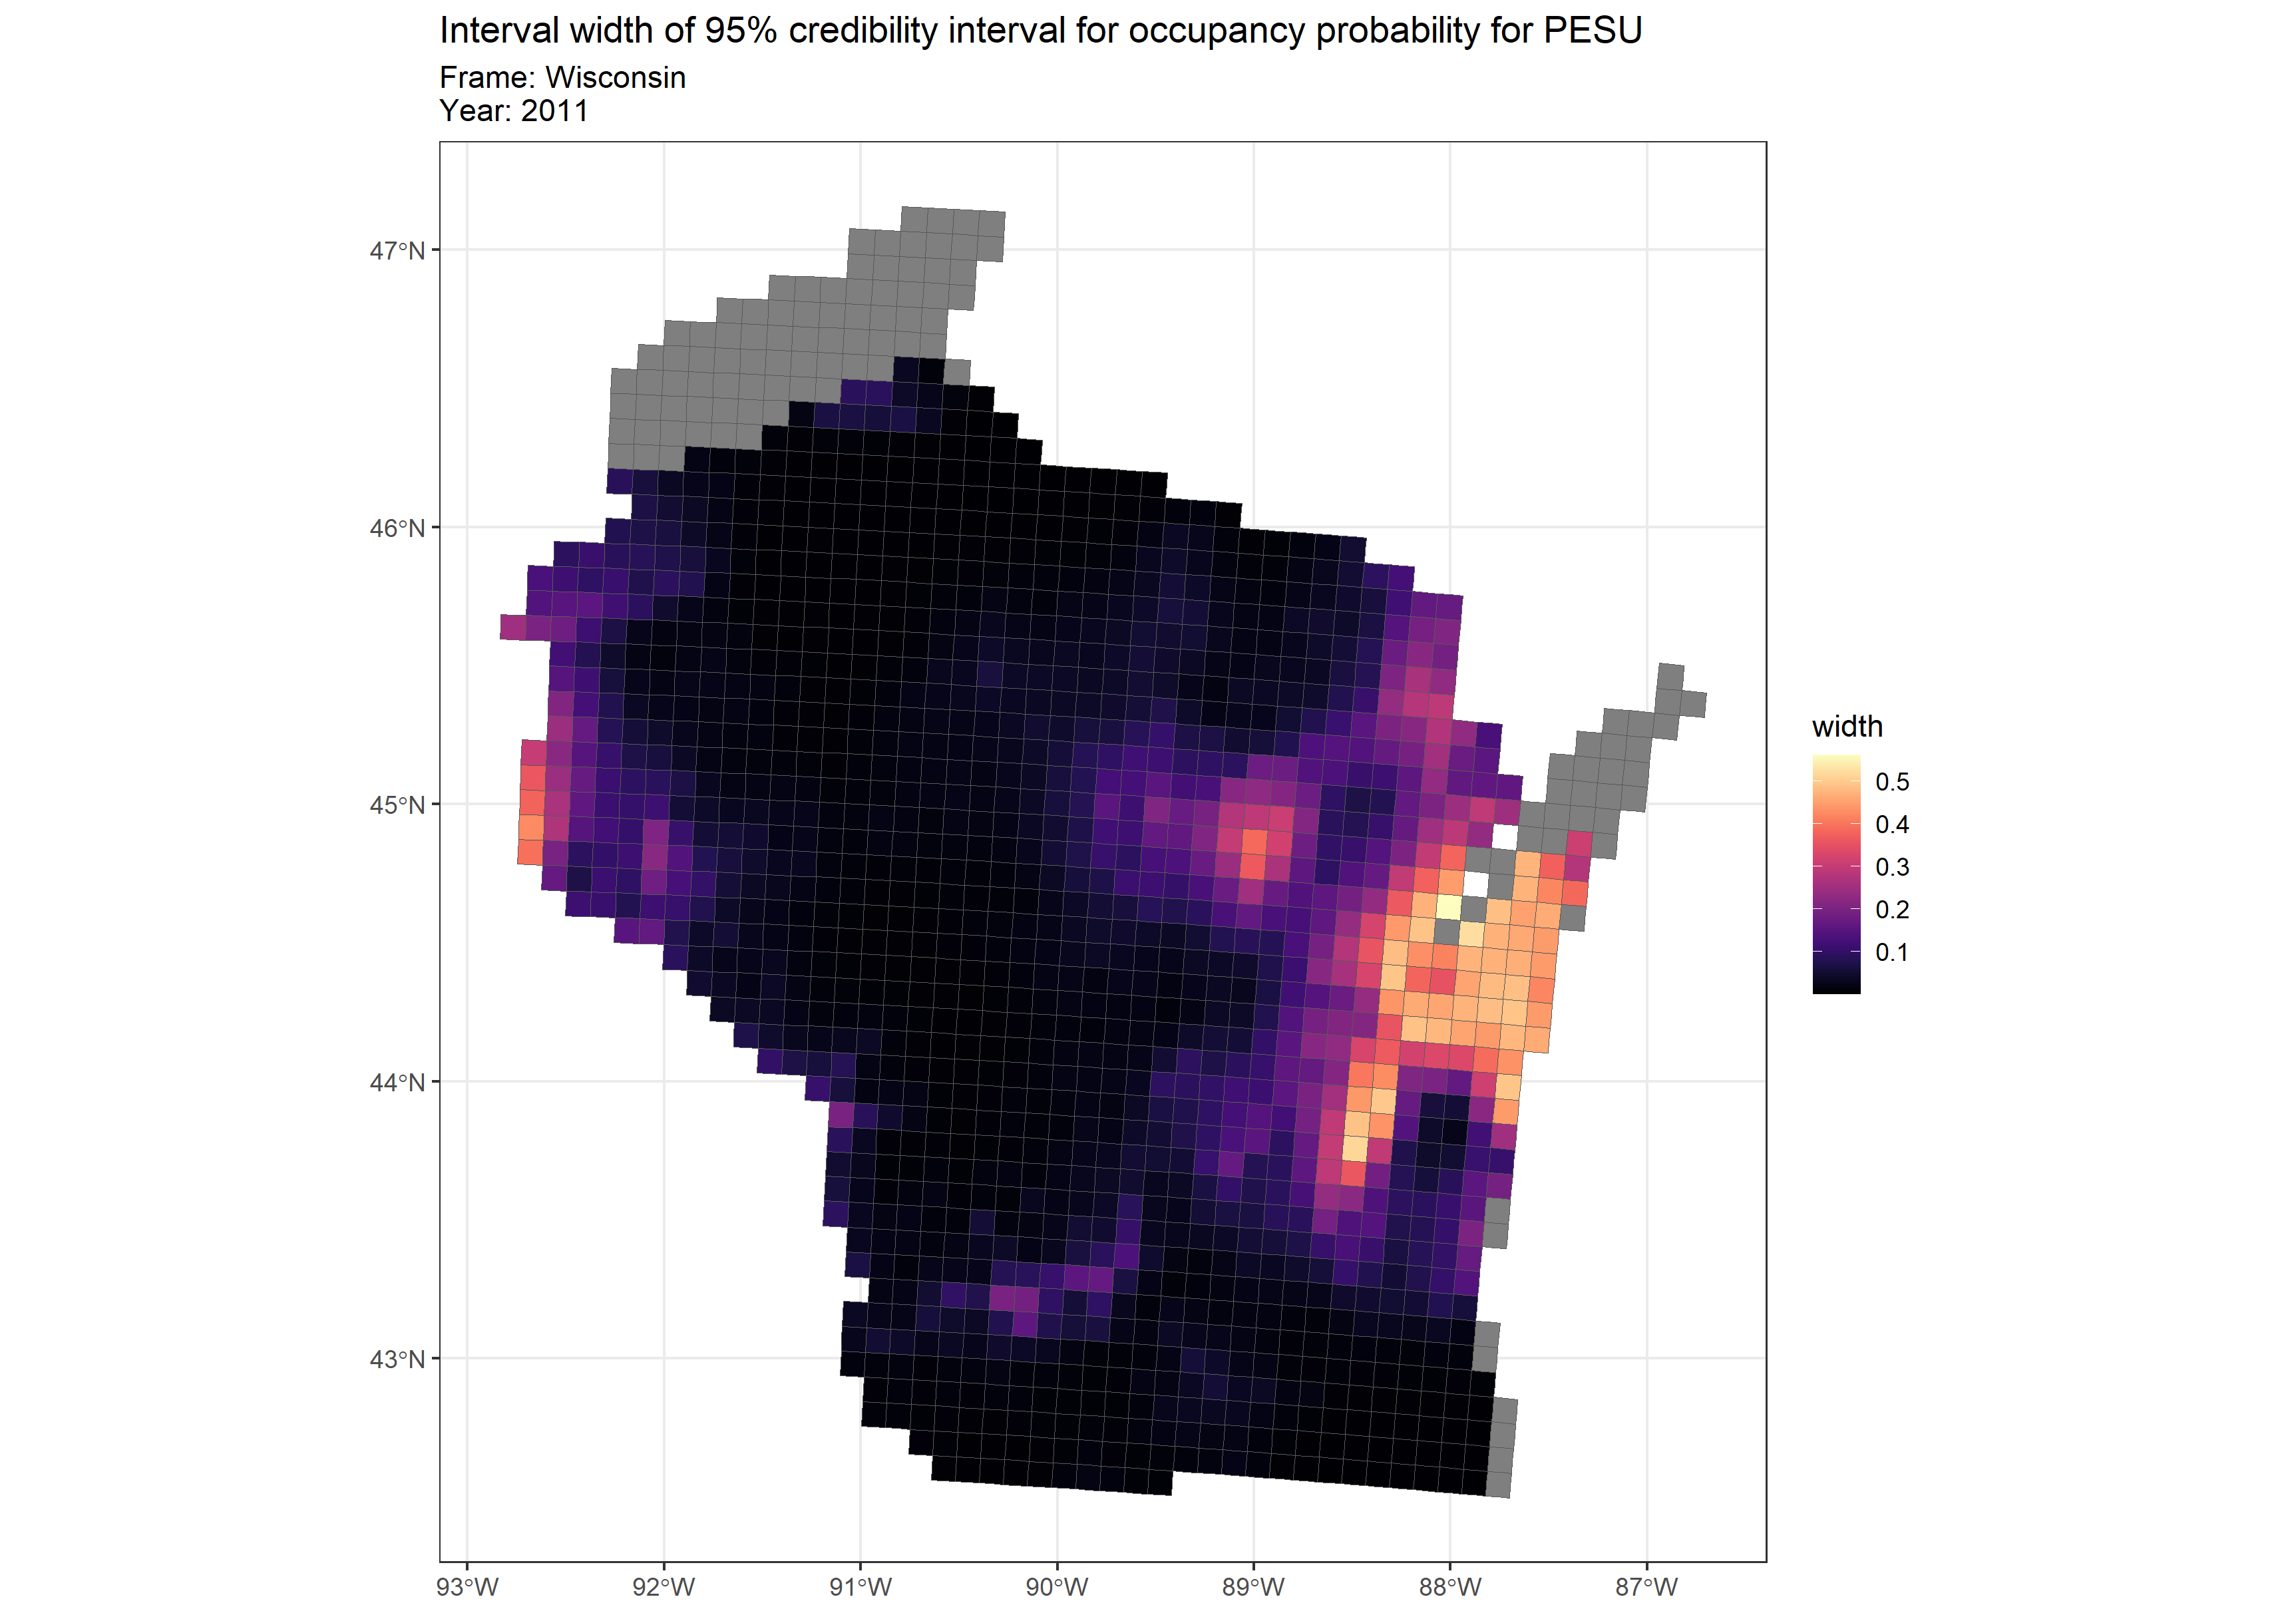 Interval width of 95% credibility interval for occupancy probability for PESU
Frame: Wisconsin
Year: 2011
47°N
46°N
45°N
44°N
43°N
93°W
92°W
91°W
90°W
89°W
88°W
87°W
width
0.5
0.4
0.3
0.2
0.1